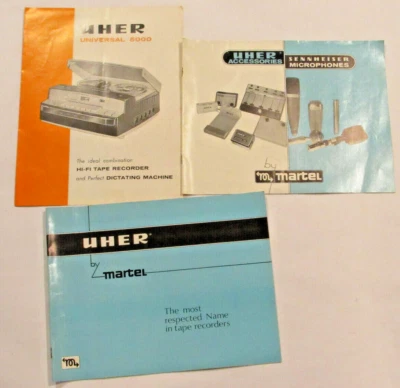 UHER
UNIVERSAL 5000
The ideal combination
HI-FI TAPE RECORDER
and Perfect DICTATING MACHINE
UHER
ACCESSORIES
SENNHEISER
MICROPHONES
by
martel
UHER
by
martel
The most
respected Name
in tape recorders